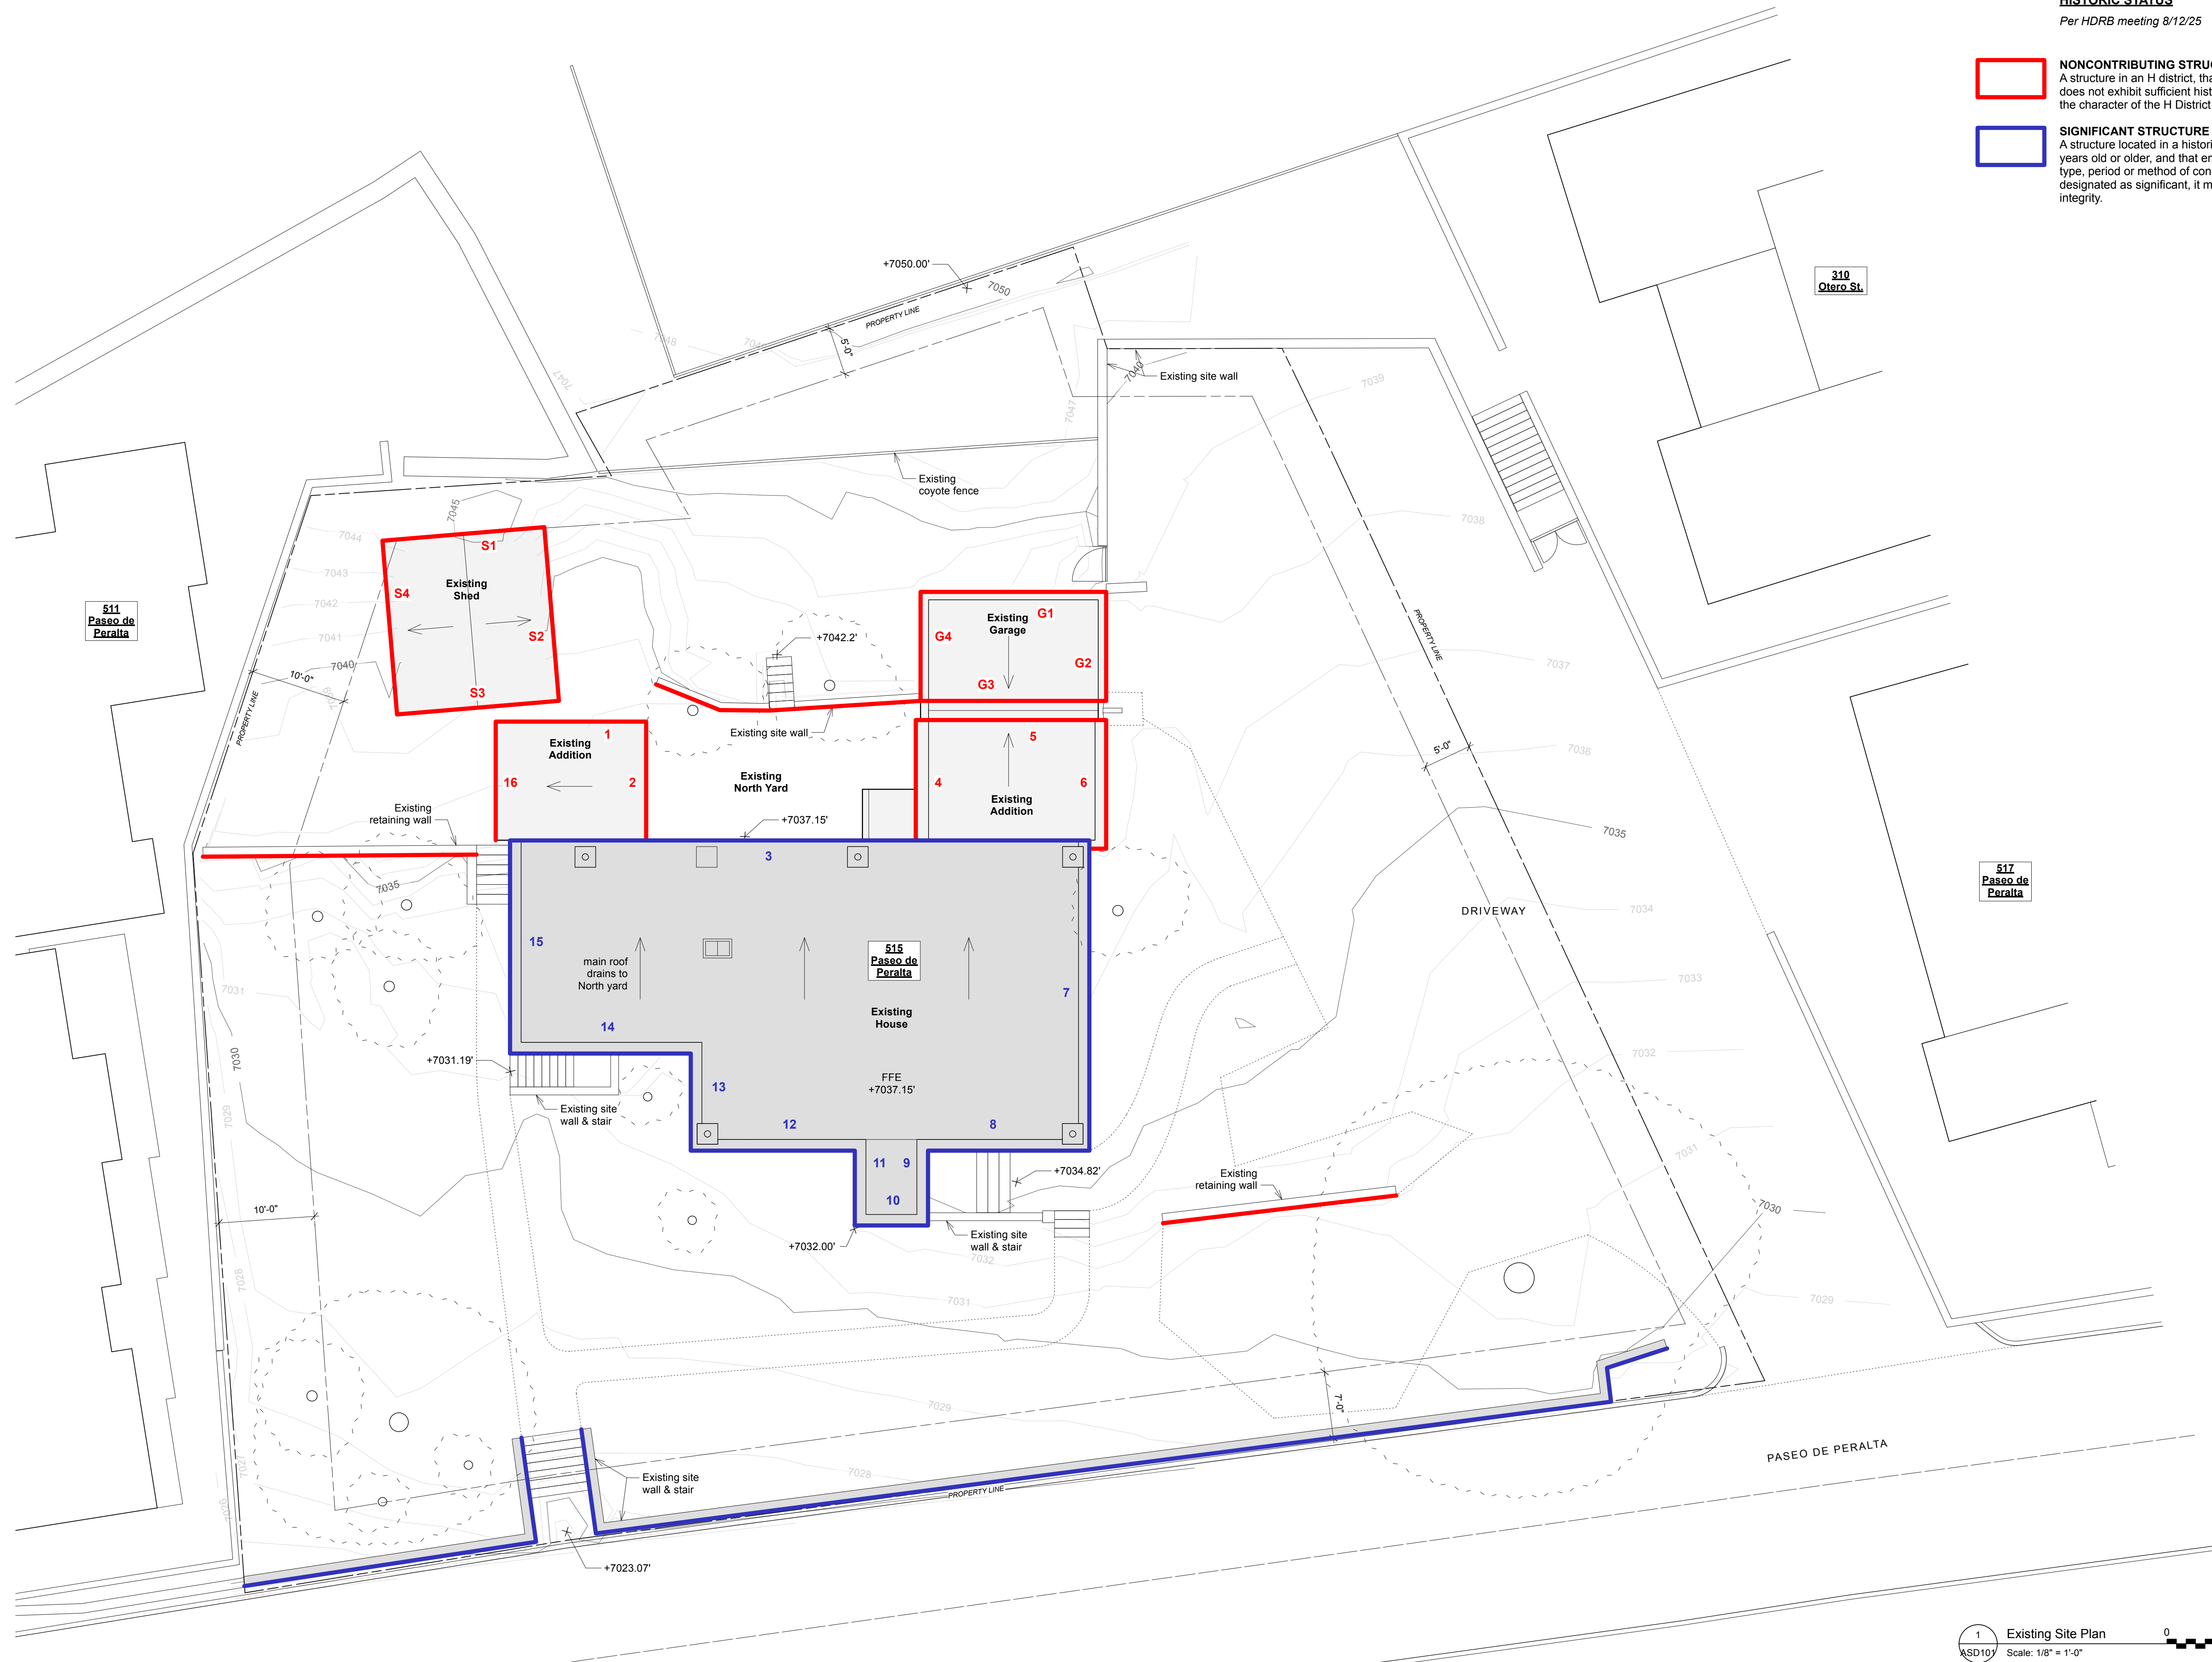 HISTORIC STATUS
Per HDRB meeting 8/12/25
NONCONTRIBUTING
A structure in an H district,
does not exhibit sufficient
the character of the H District
SIGNIFICANT STRUCTURE
A structure located in a
years old or older, and that
type, period or method of
designated as significant, it
integrity.
310
Otero St.
+7050.00'
7050
PROPERTY LINE
5'-0"
7048
7047
7040
Existing site wall
7039
7047
Existing
coyote fence
7045
7044
7043
7042
7041
7040
7039
7038
S1
Existing
Shed
S4
S2
S3
511
Paseo de
Peralta
+7042.2'
Existing
Garage
G1
G4
G2
G3
PROPERTY LINE
7037
10'-0"
PROPERTY LINE
Existing site wall
1
Existing
Addition
16
2
Existing
North Yard
5
4
6
Existing
Addition
5'-0"
7036
Existing
retaining wall
+7037.15'
7035
7035
3
517
Paseo de
Peralta
DRIVEWAY
7034
15
main roof
drains to
North yard
515
Paseo de
Peralta
7
7033
7031
Existing
House
14
7032
7030
+7031.19'
13
FFE
+7037.15'
7029
Existing site
wall & stair
12
8
7031
11
9
+7034.82'
10
Existing
retaining wall
10'-0"
7030
+7032.00'
Existing site
wall & stair
7032
7028
7031
7029
7029
7'-0"
PASEO DE PERALTA
7027
Existing site
wall & stair
7028
PROPERTY LINE
7026
+7023.07'
1
ASD101
Existing Site Plan
Scale: 1/8" = 1'-0"
0